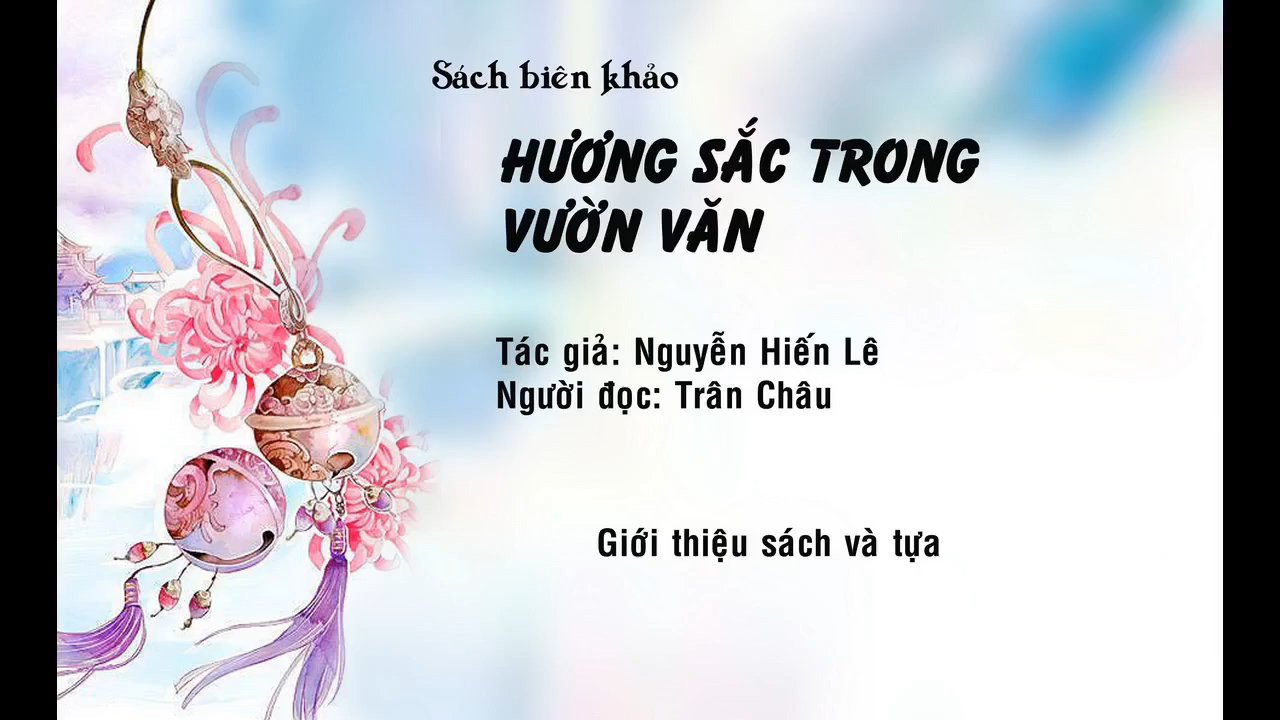 Sách biên khảo
HƯƠNG SẮC TRONG
VƯỜN VĂN
Tác giả: Nguyễn Hiến Lê
Người đọc: Trân Châu
Giới thiệu sách và tựa